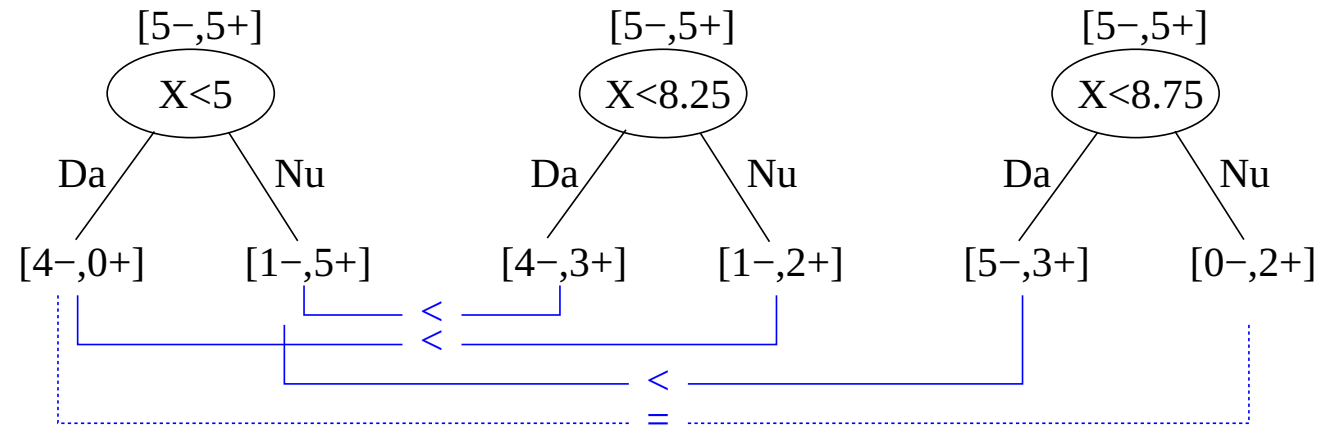 [5−,5+] [5−,5+] [5−,5+]
X<5 X<8.25 X<8.75
Da Nu Da Nu Da Nu
[4−,0+] [1−,5+] [4−,3+] [1−,2+] [5−,3+] [0−,2+]
<
<
<
=